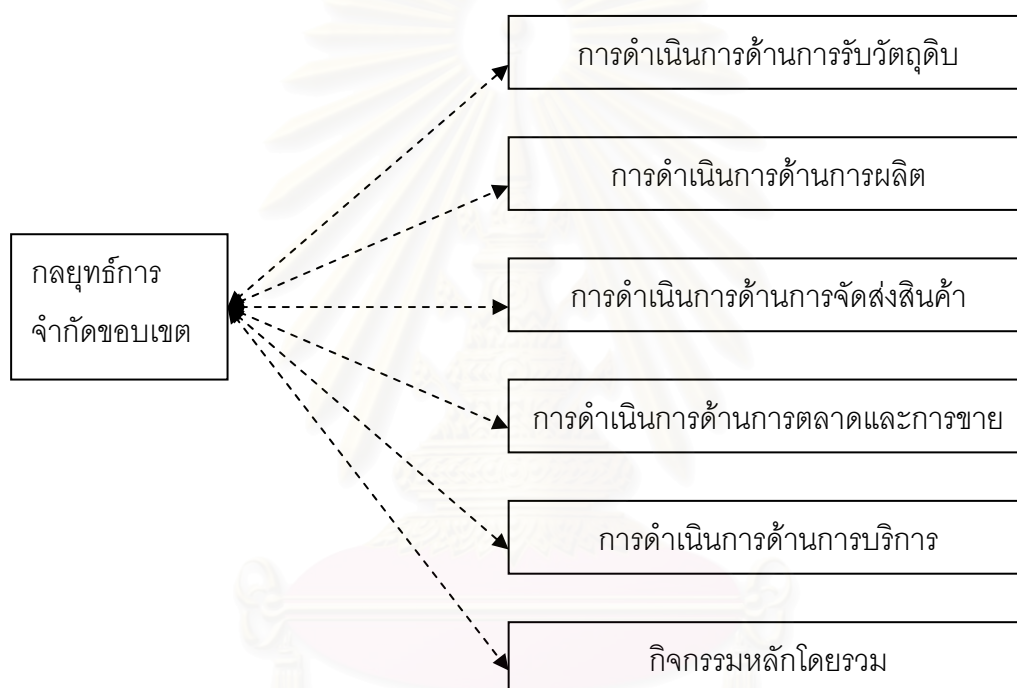 การดำเนินการด้านการรับวัตถุดิบ
การดำเนินการด้านการผลิต
กลยุทธ์การ
จำกัดขอบเขต
การดำเนินการด้านการจัดส่งสินค้า
การดำเนินการด้านการตลาดและการขาย
การดำเนินการด้านการบริการ
กิจกรรมหลักโดยรวม